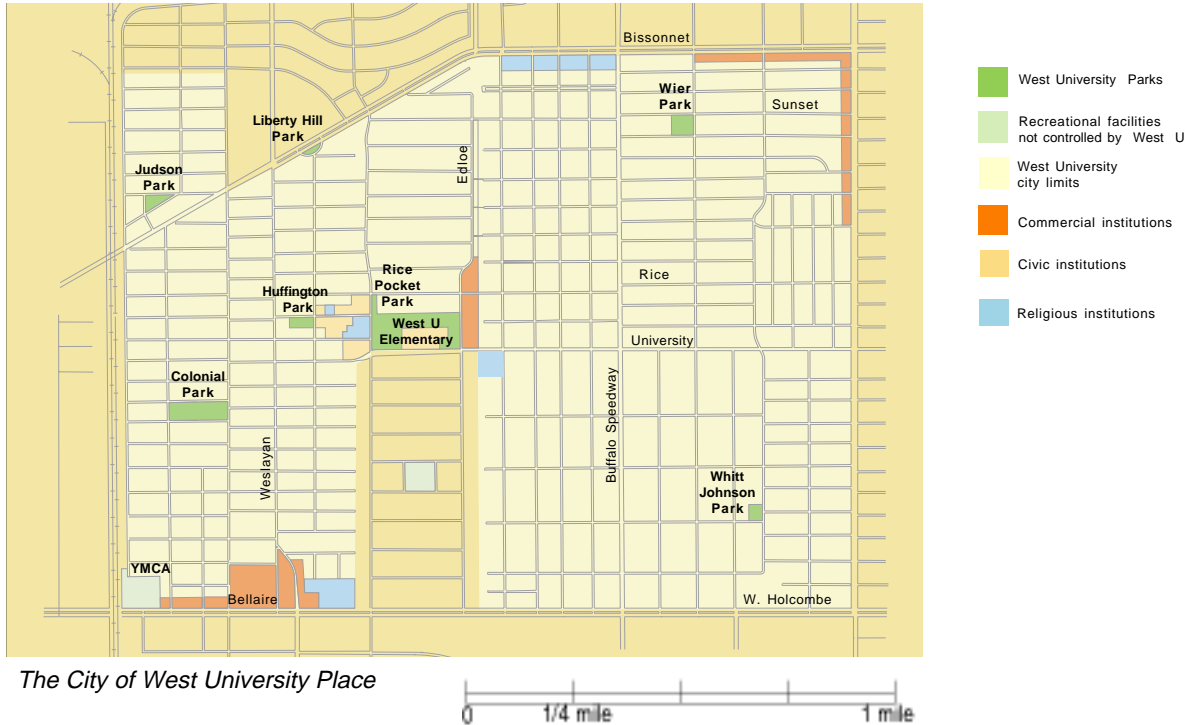 Bissonnet
Wier
Park
Sunset
Liberty Hill
Park
Edloe
Judson
Park
Rice
Rice
Pocket
Park
Huffington
Park
West U
Elementary
University
Colonial
Park
Buffalo Speedway
Weslayan
Whitt
Johnson
Park
YMCA
Bellaire
W. Holcombe
West University Parks
Recreational facilities
not controlled by West U
West University
city limits
Commercial institutions
Civic institutions
Religious institutions
The City of West University Place
0
1/4 mile
1 mile